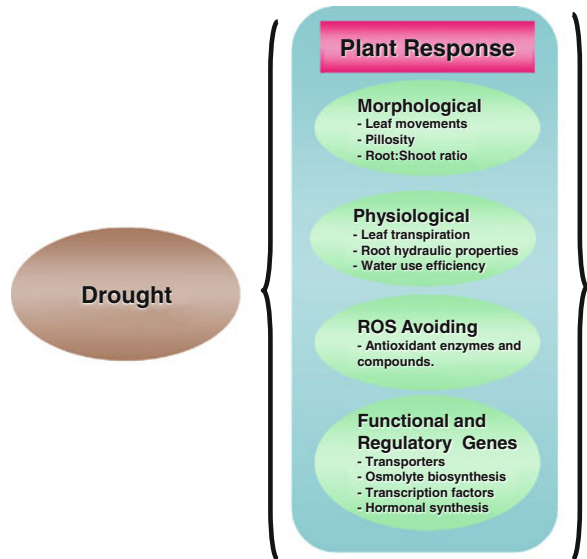 Plant Response
Morphological
- Leaf movements
- Pillosity
- Root:Shoot ratio
Physiological
- Leaf transpiration
- Root hydraulic properties
- Water use efficiency
Drought
ROS Avoiding
- Antioxidant enzymes and
compounds.
Functional and
Regulatory Genes
- Transporters
- Osmolyte biosynthesis
- Transcription factors
- Hormonal synthesis